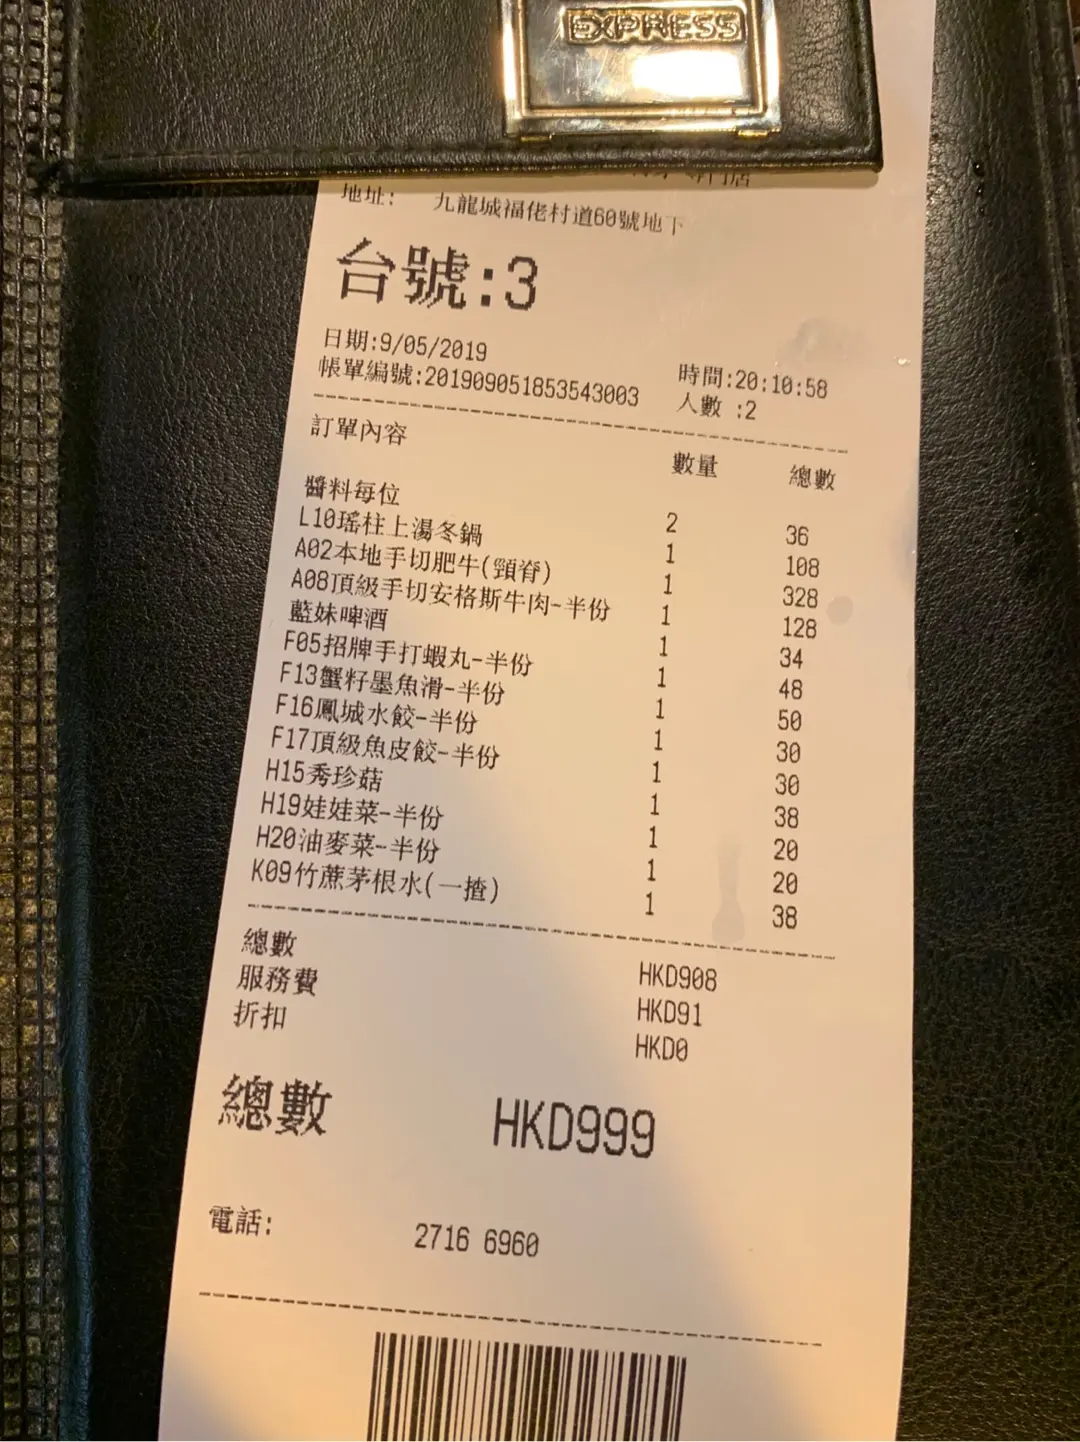 EXPRESS
門店
地址: 九龍城福佬村道60號地下
台號:3
日期:9/05/2019 時間:20:10:58
帳單編號:201909051853543003 人數 :2
訂單內容 數量 總數
醬料每位 2 36
L10瑤柱上湯冬鍋 1 108
A02本地手切肥牛(頸脊) 1 328
A08頂級手切安格斯牛肉-半份 1 128
藍妹啤酒 1 34
F05招牌手打蝦丸-半份 1 48
F13蟹籽墨魚滑-半份 1 50
F16鳳城水餃-半份 1 30
F17頂級魚皮餃-半份 1 30
H15秀珍菇 1 38
H19娃娃菜-半份 1 20
H20油麥菜-半份 1 20
K09竹蔗茅根水(一揸) 1 38
總數 HKD908
服務費 HKD91
折扣 HKD0
總數 HKD999
電話: 2716 6960